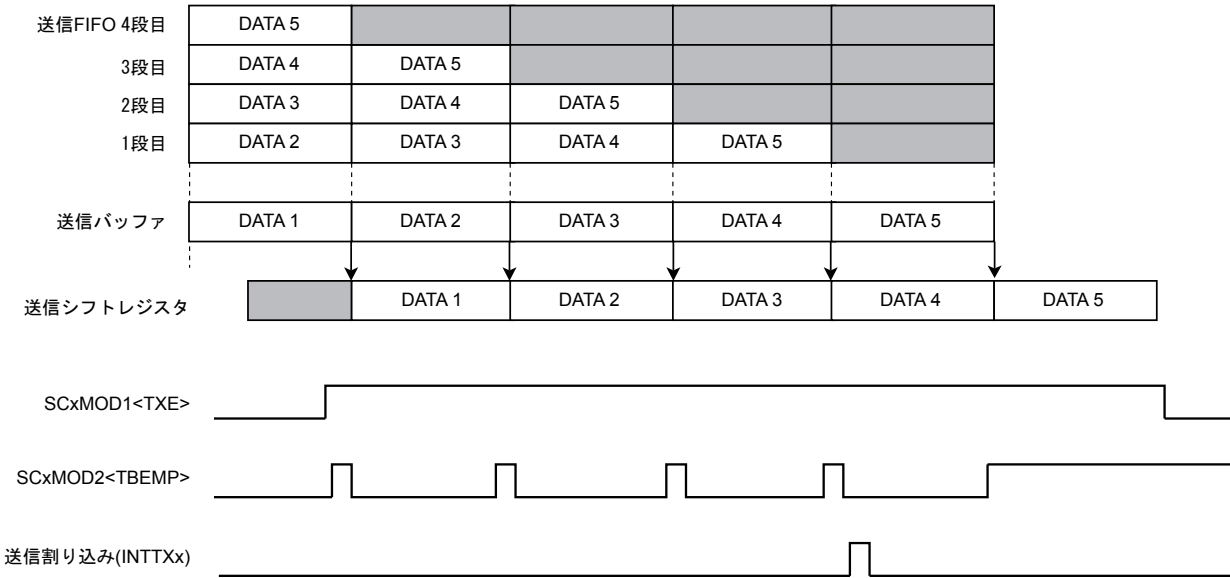 送信FIFO 4段目 DATA 5
3段目 DATA 4 DATA 5
2段目 DATA 3 DATA 4 DATA 5
1段目 DATA 2 DATA 3 DATA 4 DATA 5
送信バッファ DATA 1 DATA 2 DATA 3 DATA 4 DATA 5
送信シフトレジスタ DATA 1 DATA 2 DATA 3 DATA 4 DATA 5
SCxMOD1<TXE>
SCxMOD2<TBEMP>
送信割り込み(INTTXx)